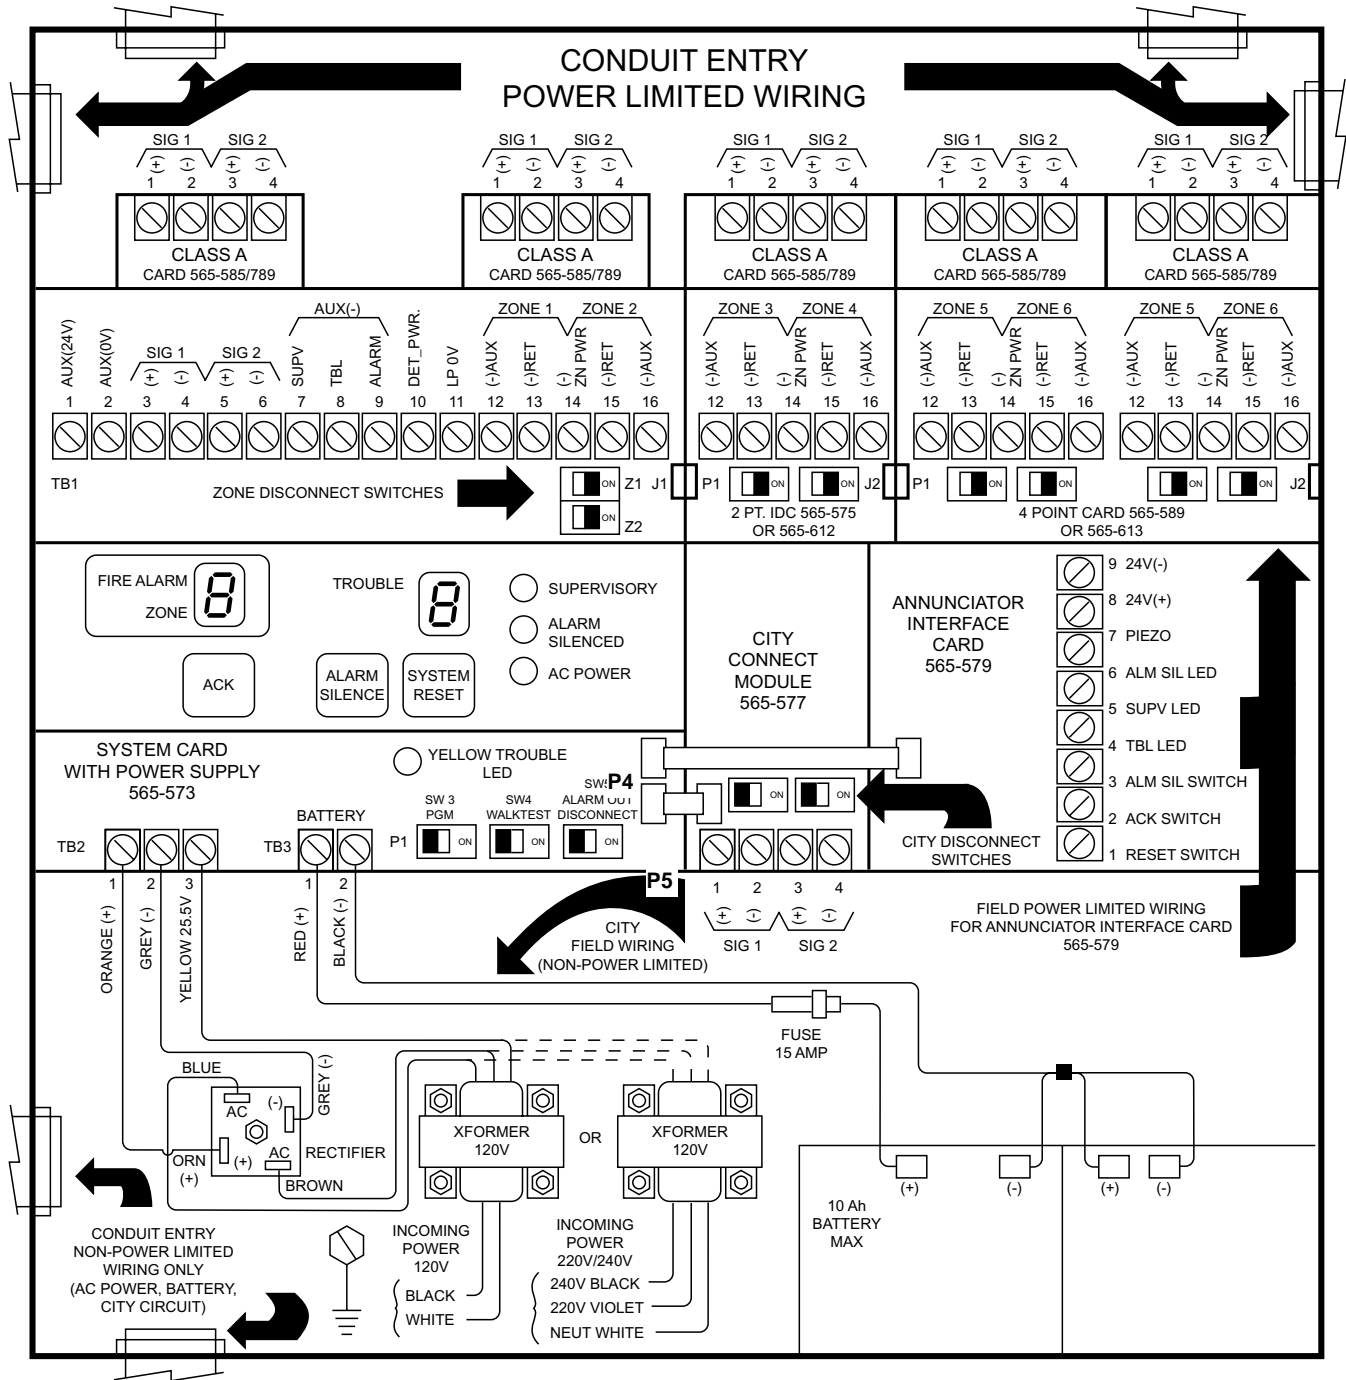 CONDUIT ENTRY
POWER LIMITED WIRING
SIG 1 SIG 2
(+) (-) (+) (-)
1 2 3 4
CLASS A
CARD 565-585/789
SIG 1 SIG 2
(+) (-) (+) (-)
1 2 3 4
CLASS A
CARD 565-585/789
SIG 1 SIG 2
(+) (-) (+) (-)
1 2 3 4
CLASS A
CARD 565-585/789
SIG 1 SIG 2
(+) (-) (+) (-)
1 2 3 4
CLASS A
CARD 565-585/789
SIG 1 SIG 2
(+) (-) (+) (-)
1 2 3 4
CLASS A
CARD 565-585/789
AUX(24V)
AUX(0V)
SIG 1 SIG 2
(+) (-) (+) (-)
AUX(-)
SUPV
TBL
ALARM
DET_PWR.
LP 0V
ZONE 1 ZONE 2
(-)AUX
(-)RET
(-)
ZN PWR
(-)RET
(-)AUX
1 2 3 4 5 6 7 8 9 10 11 12 13 14 15 16
ZONE 3 ZONE 4
(-)AUX
(-)RET
(-)
ZN PWR
(-)RET
(-)AUX
12 13 14 15 16
ZONE 5 ZONE 6
(-)AUX
(-)RET
(-)
ZN PWR
(-)RET
(-)AUX
12 13 14 15 16
ZONE 5 ZONE 6
(-)AUX
(-)RET
(-)
ZN PWR
(-)RET
(-)AUX
12 13 14 15 16
TB1
ZONE DISCONNECT SWITCHES
ON Z1 J1
ON Z2
P1 ON ON J2
2 PT. IDC 565-575
OR 565-612
P1 ON ON ON ON J2
4 POINT CARD 565-589
OR 565-613
FIRE ALARM
ZONE
8
TROUBLE
8
SUPERVISORY
ALARM
SILENCED
AC POWER
ACK
ALARM
SILENCE
SYSTEM
RESET
CITY
CONNECT
MODULE
565-577
ANNUNCIATOR
INTERFACE
CARD
565-579
9 24V(-)
8 24V(+)
7 PIEZO
6 ALM SIL LED
5 SUPV LED
4 TBL LED
3 ALM SIL SWITCH
2 ACK SWITCH
1 RESET SWITCH
SYSTEM CARD
WITH POWER SUPPLY
565-573
YELLOW TROUBLE
LED
P4
SW 3
PGM
SW4
WALKTEST
ALARM OUT
DISCONNECT
P1 ON ON ON
ON ON
CITY DISCONNECT
SWITCHES
TB2
BATTERY
TB3
1 2 3
1 2
P5
1 2 3 4
(+) (-) (+) (-)
SIG 1 SIG 2
ORANGE (+)
GREY (-)
YELLOW 25.5V
RED (+)
BLACK (-)
CITY
FIELD WIRING
(NON-POWER LIMITED)
FIELD POWER LIMITED WIRING
FOR ANNUNCIATOR INTERFACE CARD
565-579
FUSE
15 AMP
BLUE
GREY (-)
AC
(-)
(+)
AC
RECTIFIER
ORN
(+)
BROWN
XFORMER
120V
OR
XFORMER
120V
(+) (-) (+) (-)
10 Ah
BATTERY
MAX
CONDUIT ENTRY
NON-POWER LIMITED
WIRING ONLY
(AC POWER, BATTERY,
CITY CIRCUIT)
INCOMING
POWER
120V
BLACK
WHITE
INCOMING
POWER
220V/240V
240V BLACK
220V VIOLET
NEUT WHITE